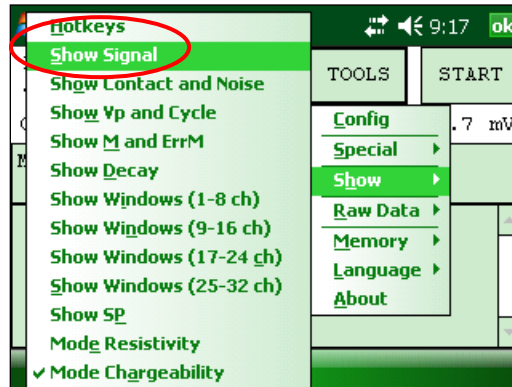 9:17 ok
TOOLS START
.7 mV
Hotkeys
Show Signal
Show Contact and Noise
Show Vp and Cycle
Show M and ErrM
Show Decay
Show Windows (1-8 ch)
Show Windows (9-16 ch)
Show Windows (17-24 ch)
Show Windows (25-32 ch)
Show SP
Mode Resistivity
Mode Chargeability
Config
Special
Show
Raw Data
Memory
Language
About